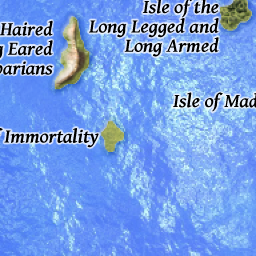 Haired
Eared
barians
Isle of the
Long Legged and
Long Armed
Isle of Mad
Immortality